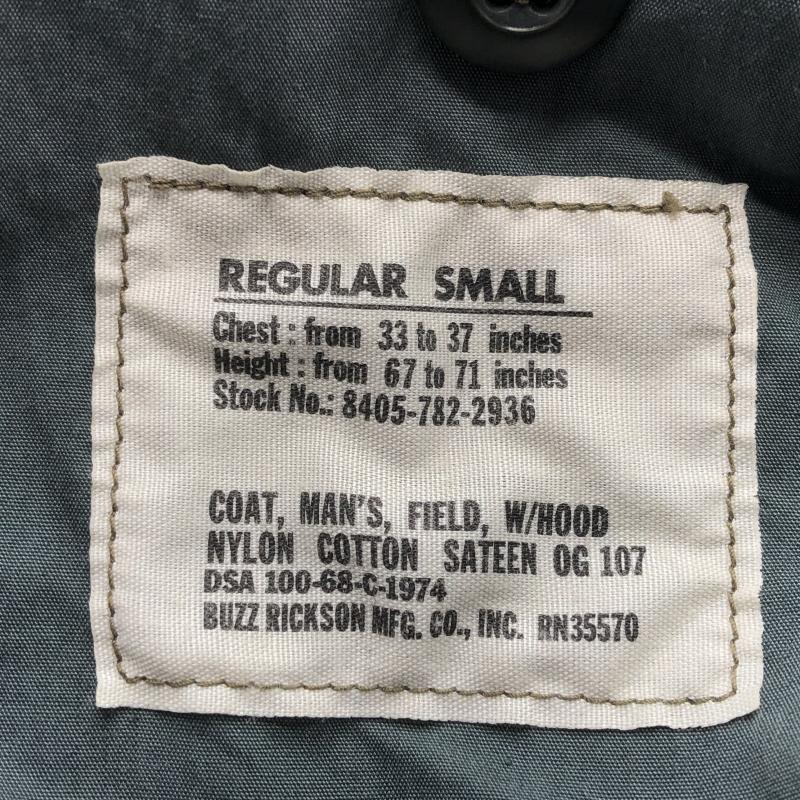 REGULAR SMALL
Chest : from 33 to 37 inches
Height : from 67 to 71 inches
Stock No.: 8405-782-2936
COAT, MAN'S, FIELD, W/HOOD
NYLON COTTON SATEEN OG 107
DSA 100-68-C-1974
BUZZ RICKSON MFG. CO., INC. RN35570